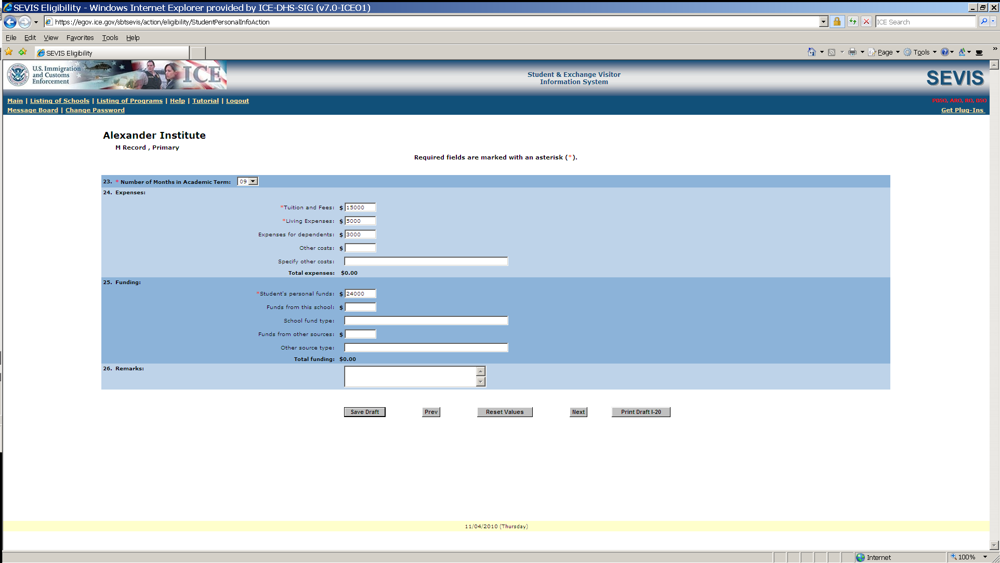 SEVIS Eligibility - Windows Internet Explorer provided by ICE-DHS-SIG (v7.0-ICEO1)
https://egov.ice.gov/sbtsevis/action/eligibility/StudentPersonalInfoAction
ICE Search
File Edit View Favorites Tools Help
SEVIS Eligibility
Page Tools
U.S. Immigration
and Customs
Enforcement
ICE
Student & Exchange Visitor
Information System
SEVIS
Main | Listing of Schools | Listing of Programs | Help | Tutorial | Logout
PDSO, ARO, RO, DSO
Message Board | Change Password
Get Plug-Ins
Alexander Institute
M Record , Primary
Required fields are marked with an asterisk (*).
23. * Number of Months in Academic Term: 09
24. Expenses:
*Tuition and Fees: $ 15000
*Living Expenses: $ 5000
Expenses for dependents: $ 3000
Other costs: $
Specify other costs:
Total expenses: $0.00
25. Funding:
*Student's personal funds: $ 24000
Funds from this school: $
School fund type:
Funds from other sources: $
Other source type:
Total funding: $0.00
26. Remarks:
Save Draft Prev Reset Values Next Print Draft I-20
11/04/2010 (Thursday)
Internet
100%